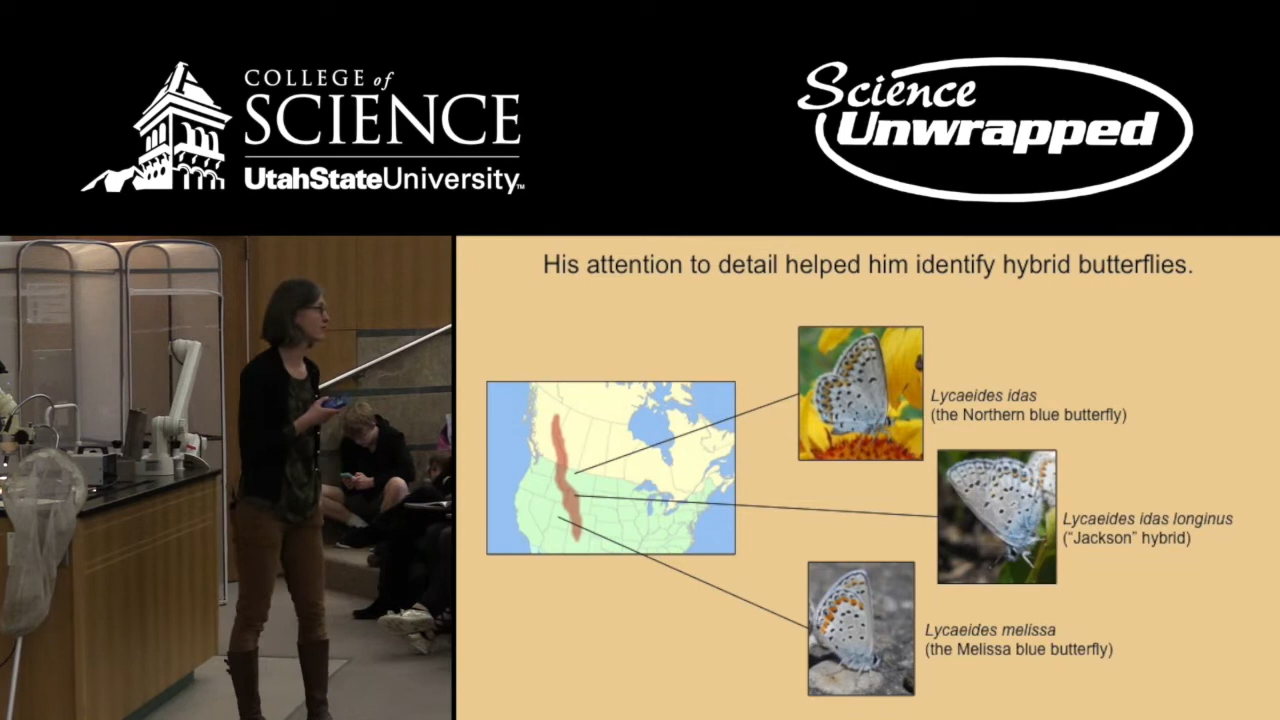 COLLEGE of
SCIENCE
UtahStateUniversity™
Science
Unwrapped
His attention to detail helped him identify hybrid butterflies.
Lycaeides idas
(the Northern blue butterfly)
Lycaeides idas longinus
("Jackson" hybrid)
Lycaeides melissa
(the Melissa blue butterfly)